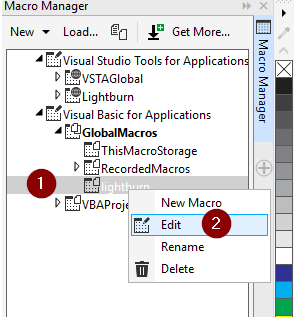 Macro Manager
New Load... Get More...
Visual Studio Tools for Applications
VSTAGlobal
Lightburn
Visual Basic for Applications
GlobalMacros
ThisMacroStorage
RecordedMacros
1 lightburn
New Macro
VBAProje
Edit 2
Rename
Delete
Macro Manager